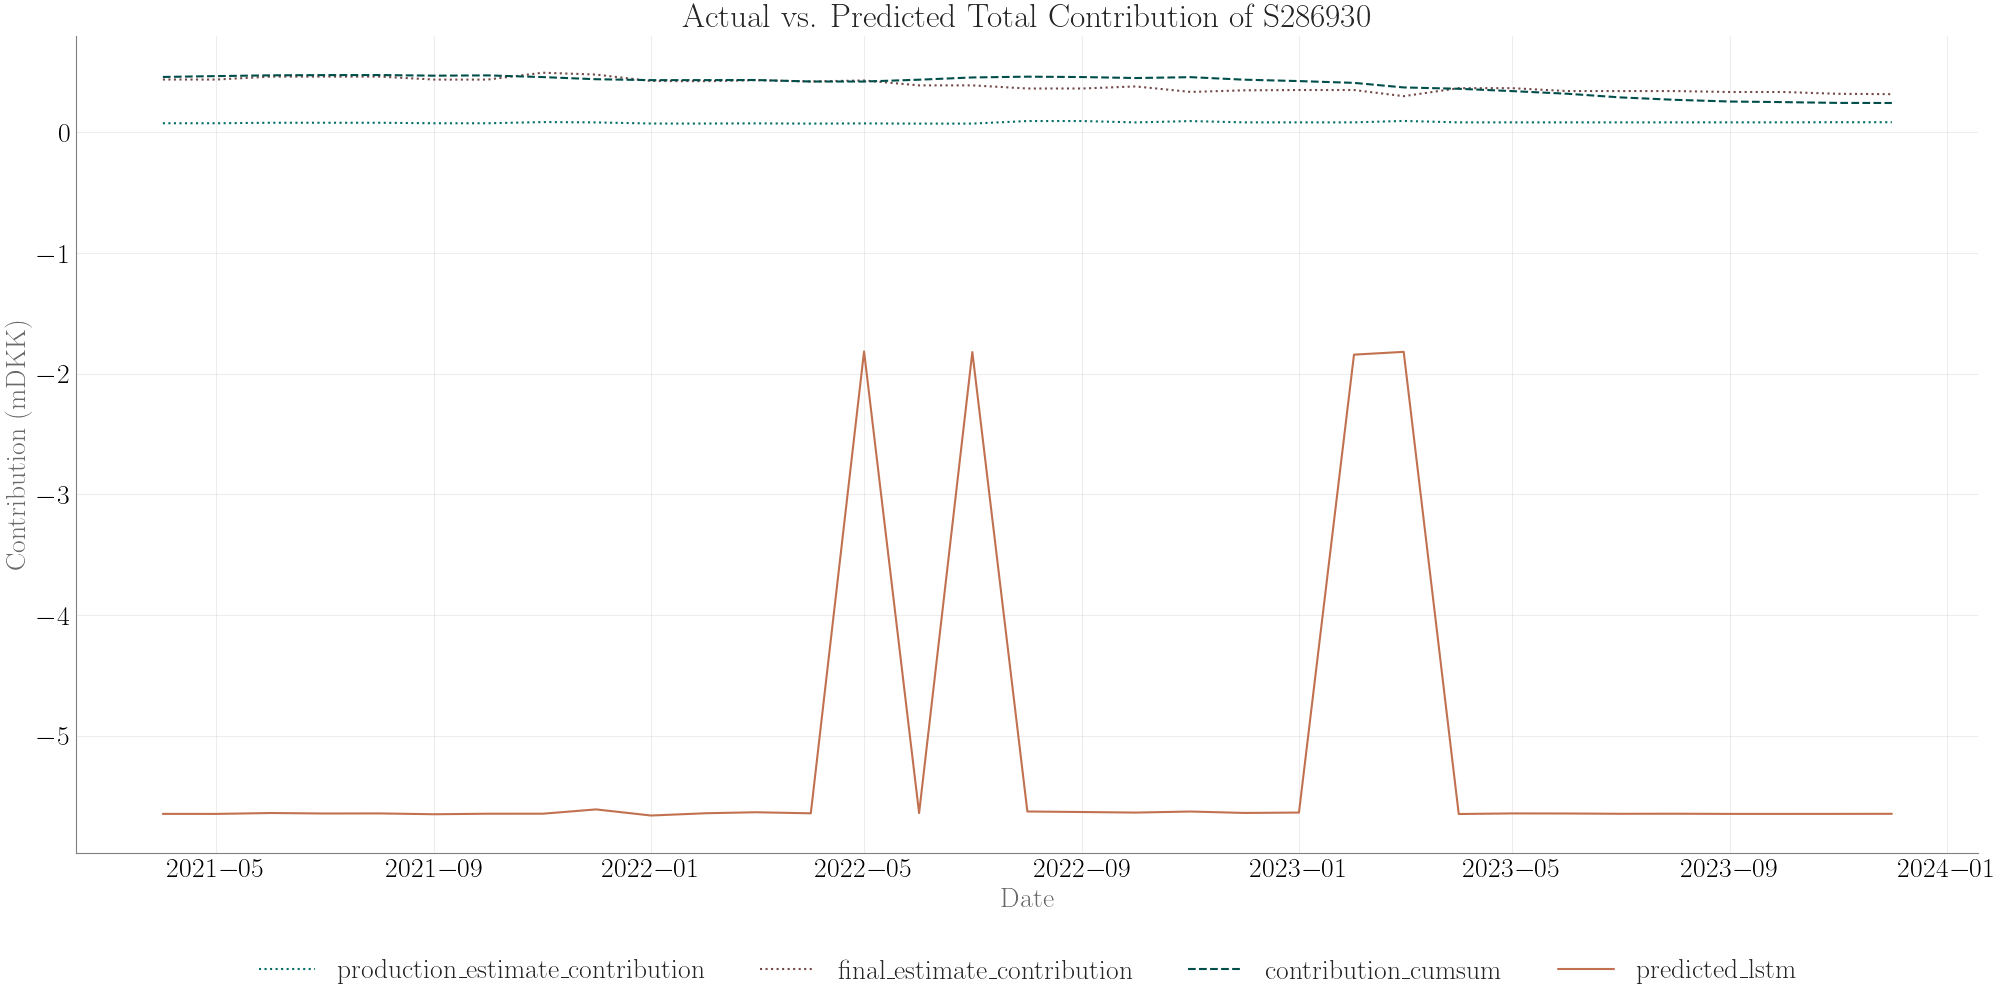 Actual vs. Predicted Total Contribution of S286930
Contribution (mDKK)
0
−1
−2
−3
−4
−5
2021−05 2021−09 2022−01 2022−05 2022−09 2023−01 2023−05 2023−09 2024−01
Date
production_estimate_contribution final_estimate_contribution contribution_cumsum predicted_lstm